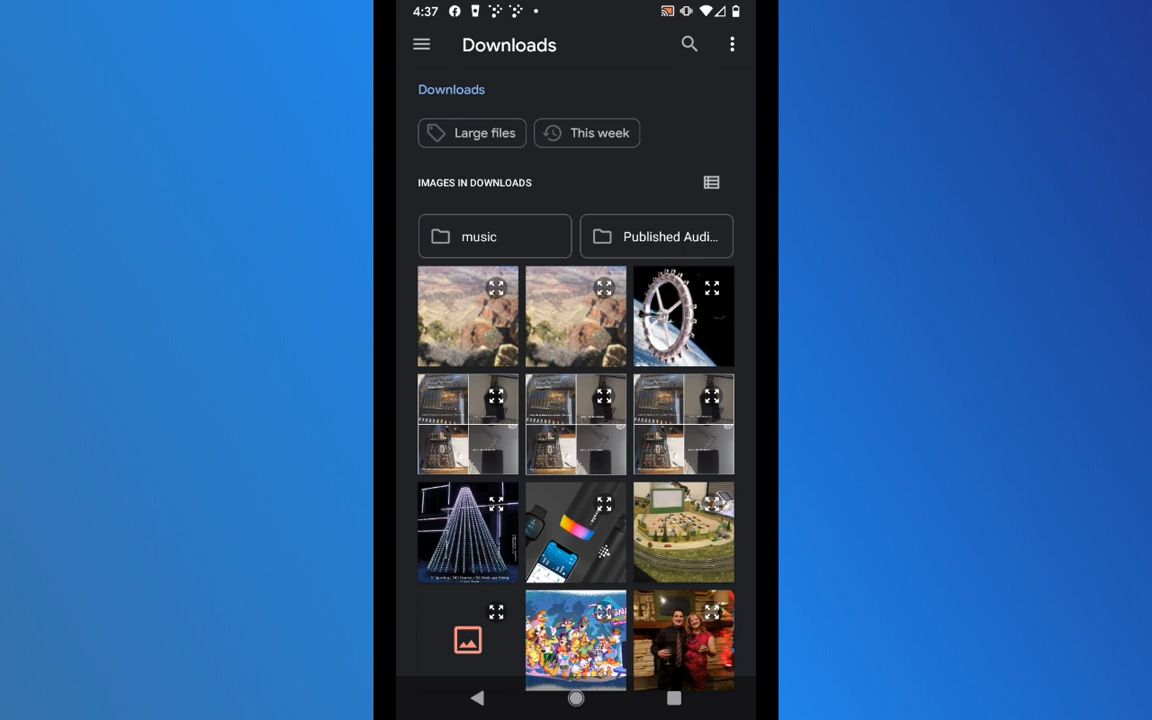 4:37
Downloads
Downloads
Large files
This week
IMAGES IN DOWNLOADS
music
Published Audi...